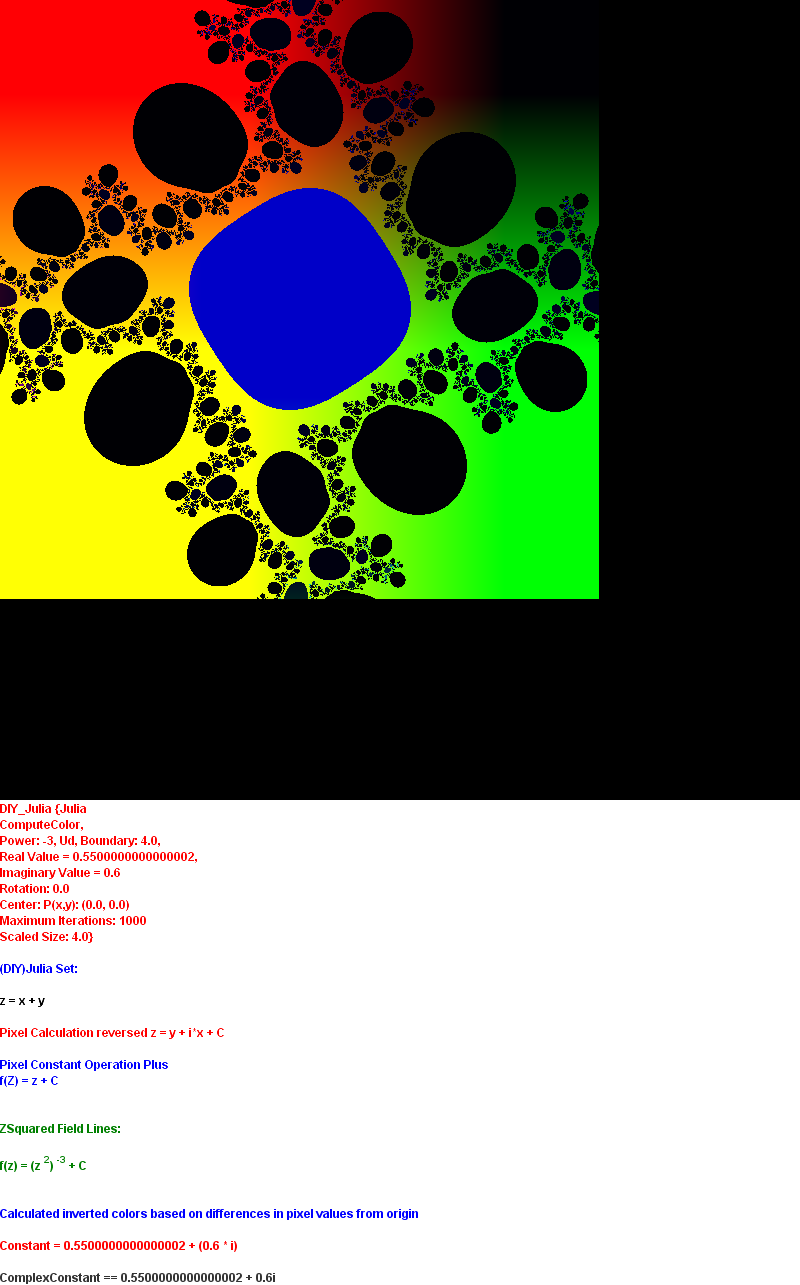 DIY_Julia {Julia
ComputeColor,
Power: -3, Ud, Boundary: 4.0,
Real Value = 0.5500000000000002,
Imaginary Value = 0.6
Rotation: 0.0
Center: P(x,y): (0.0, 0.0)
Maximum Iterations: 1000
Scaled Size: 4.0}
(DIY)Julia Set:
z = x + y
Pixel Calculation reversed z = y + i*x + C
Pixel Constant Operation Plus
f(Z) = z + C
ZSquared Field Lines:
f(z) = (z ²) ⁻³ + C
Calculated inverted colors based on differences in pixel values from origin
Constant = 0.5500000000000002 + (0.6 * i)
ComplexConstant == 0.5500000000000002 + 0.6i